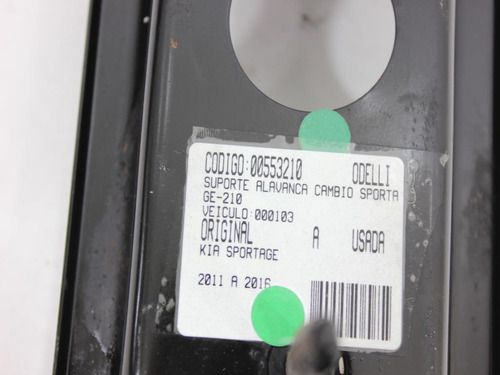 CODIGO:00553210 ODELLI
SUPORTE ALAVANCA CAMBIO SPORTA
GE-210
VEICULO:000103
ORIGINAL A USADA
KIA SPORTAGE
2011 A 2016